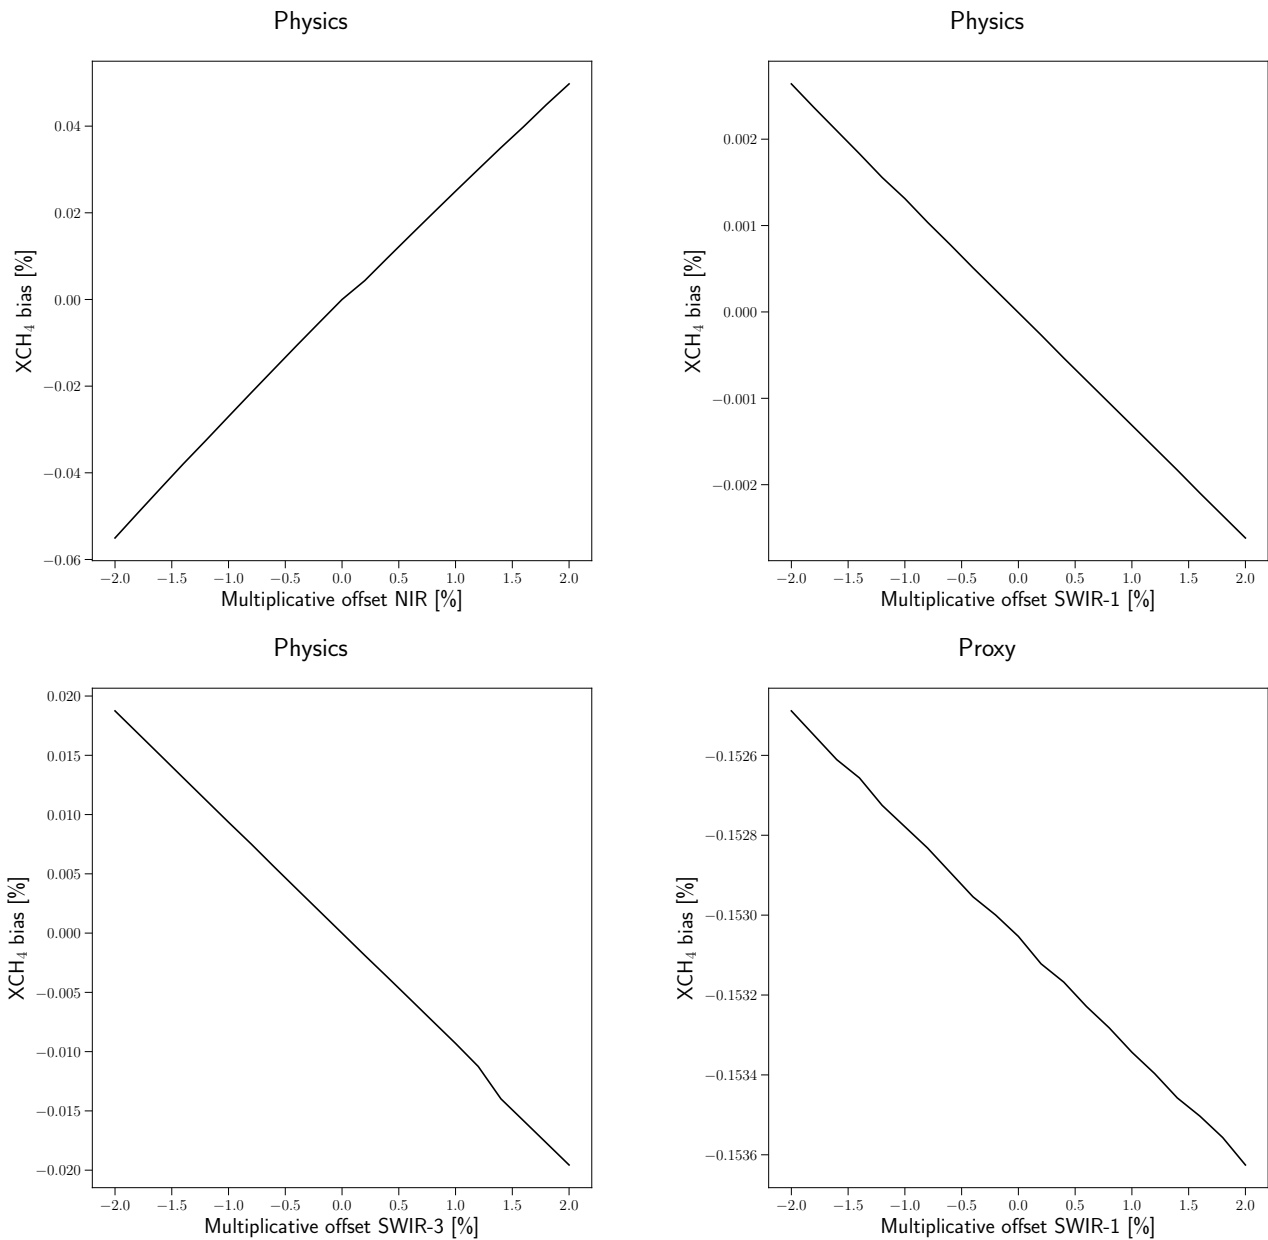 Physics
0.04
0.02
0.00
−0.02
−0.04
−0.06
XCH4 bias [%]
−2.0 −1.5 −1.0 −0.5 0.0 0.5 1.0 1.5 2.0
Multiplicative offset NIR [%]
Physics
0.002
0.001
0.000
−0.001
−0.002
XCH4 bias [%]
−2.0 −1.5 −1.0 −0.5 0.0 0.5 1.0 1.5 2.0
Multiplicative offset SWIR-1 [%]
Physics
0.020
0.015
0.010
0.005
0.000
−0.005
−0.010
−0.015
−0.020
XCH4 bias [%]
−2.0 −1.5 −1.0 −0.5 0.0 0.5 1.0 1.5 2.0
Multiplicative offset SWIR-3 [%]
Proxy
−0.1526
−0.1528
−0.1530
−0.1532
−0.1534
−0.1536
XCH4 bias [%]
−2.0 −1.5 −1.0 −0.5 0.0 0.5 1.0 1.5 2.0
Multiplicative offset SWIR-1 [%]